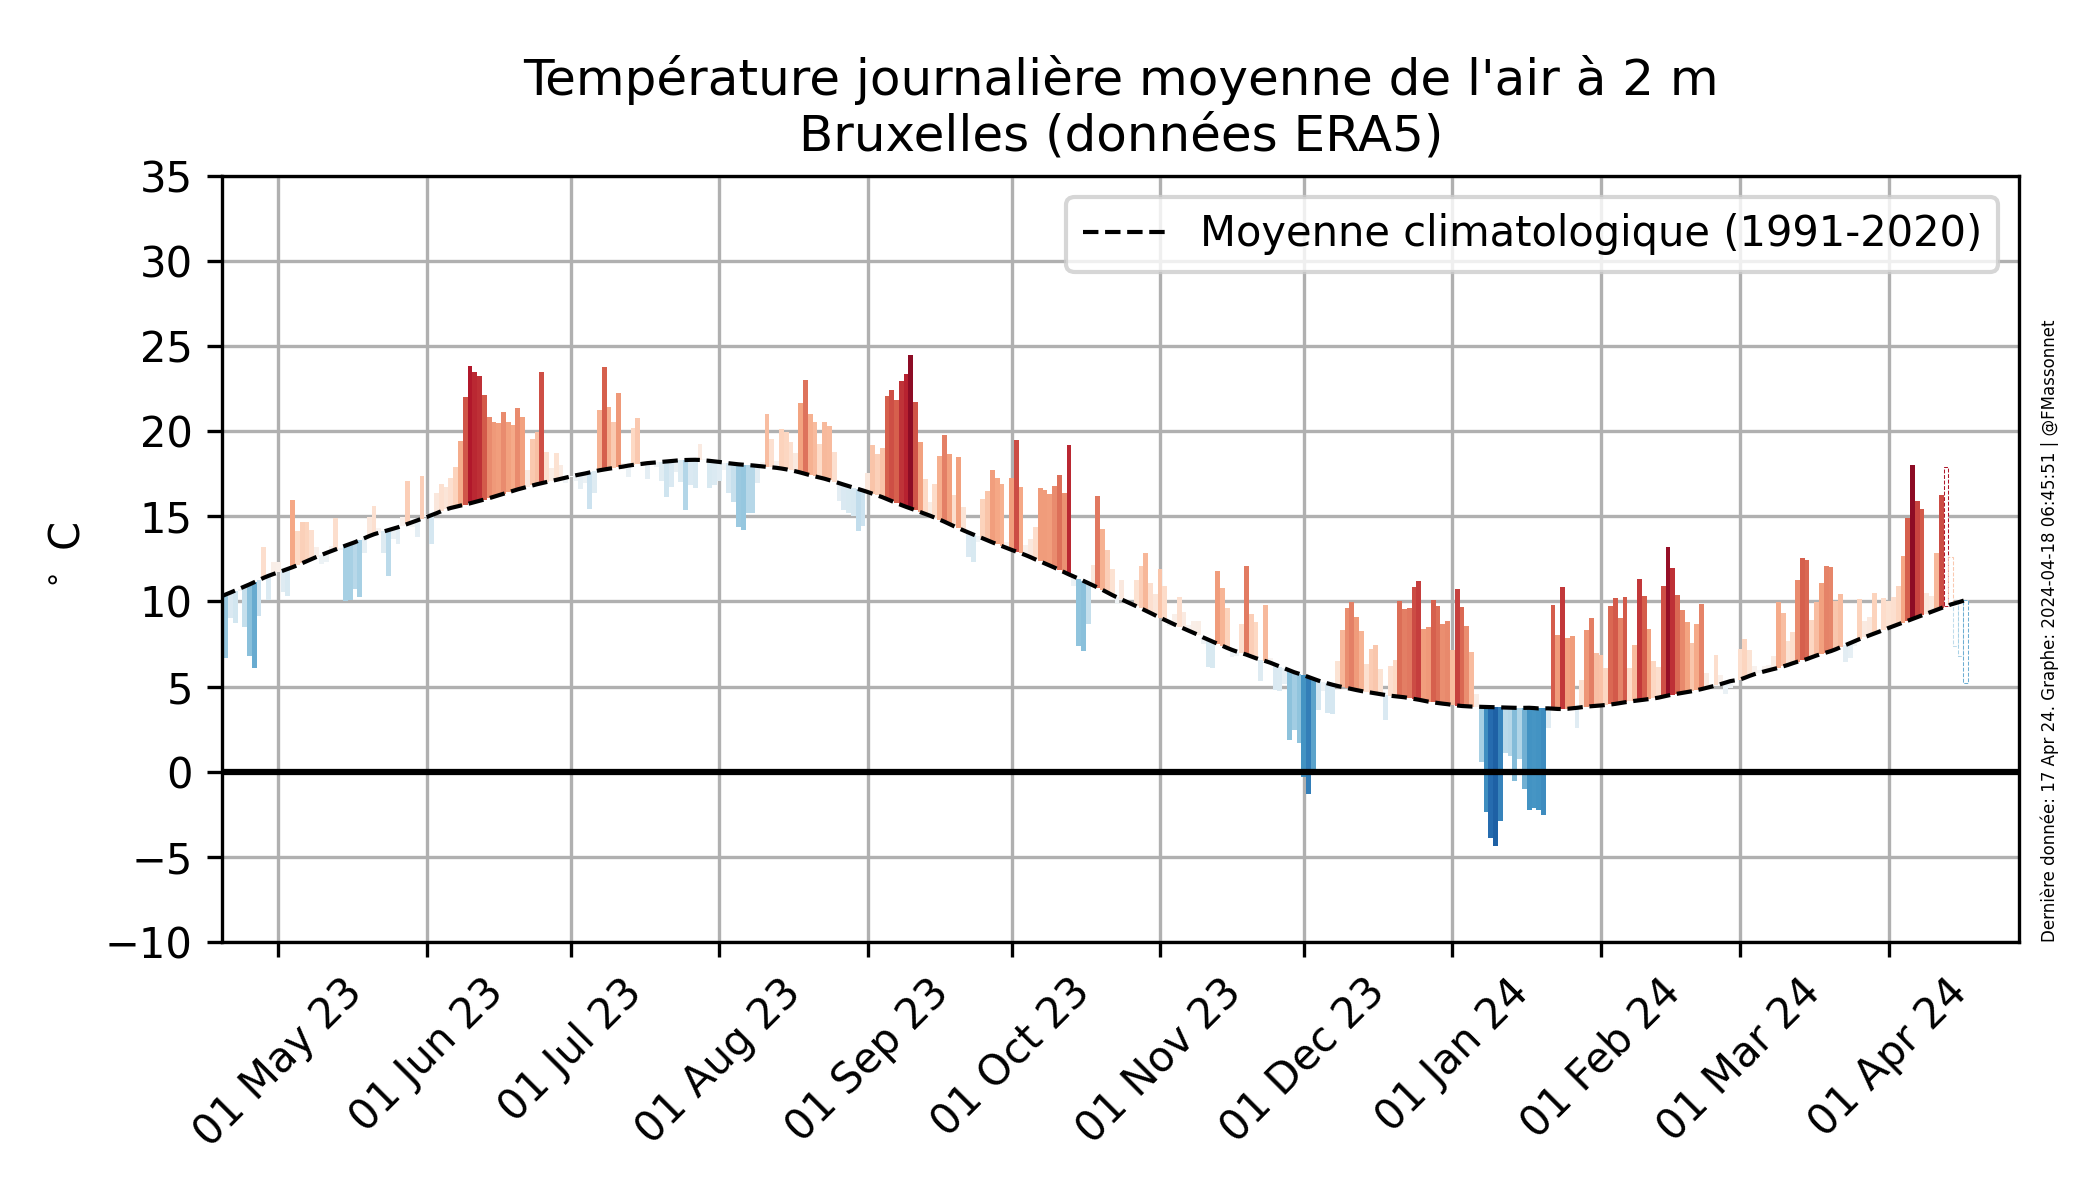 Température journalière moyenne de l'air à 2 m
Bruxelles (données ERA5)
Moyenne climatologique (1991-2020)
35
30
25
20
15
10
5
0
−5
−10
° C
01 May 23
01 Jun 23
01 Jul 23
01 Aug 23
01 Sep 23
01 Oct 23
01 Nov 23
01 Dec 23
01 Jan 24
01 Feb 24
01 Mar 24
01 Apr 24
Dernière donnée: 17 Apr 24. Graphe: 2024-04-18 06:45:51 | @FMassonnet